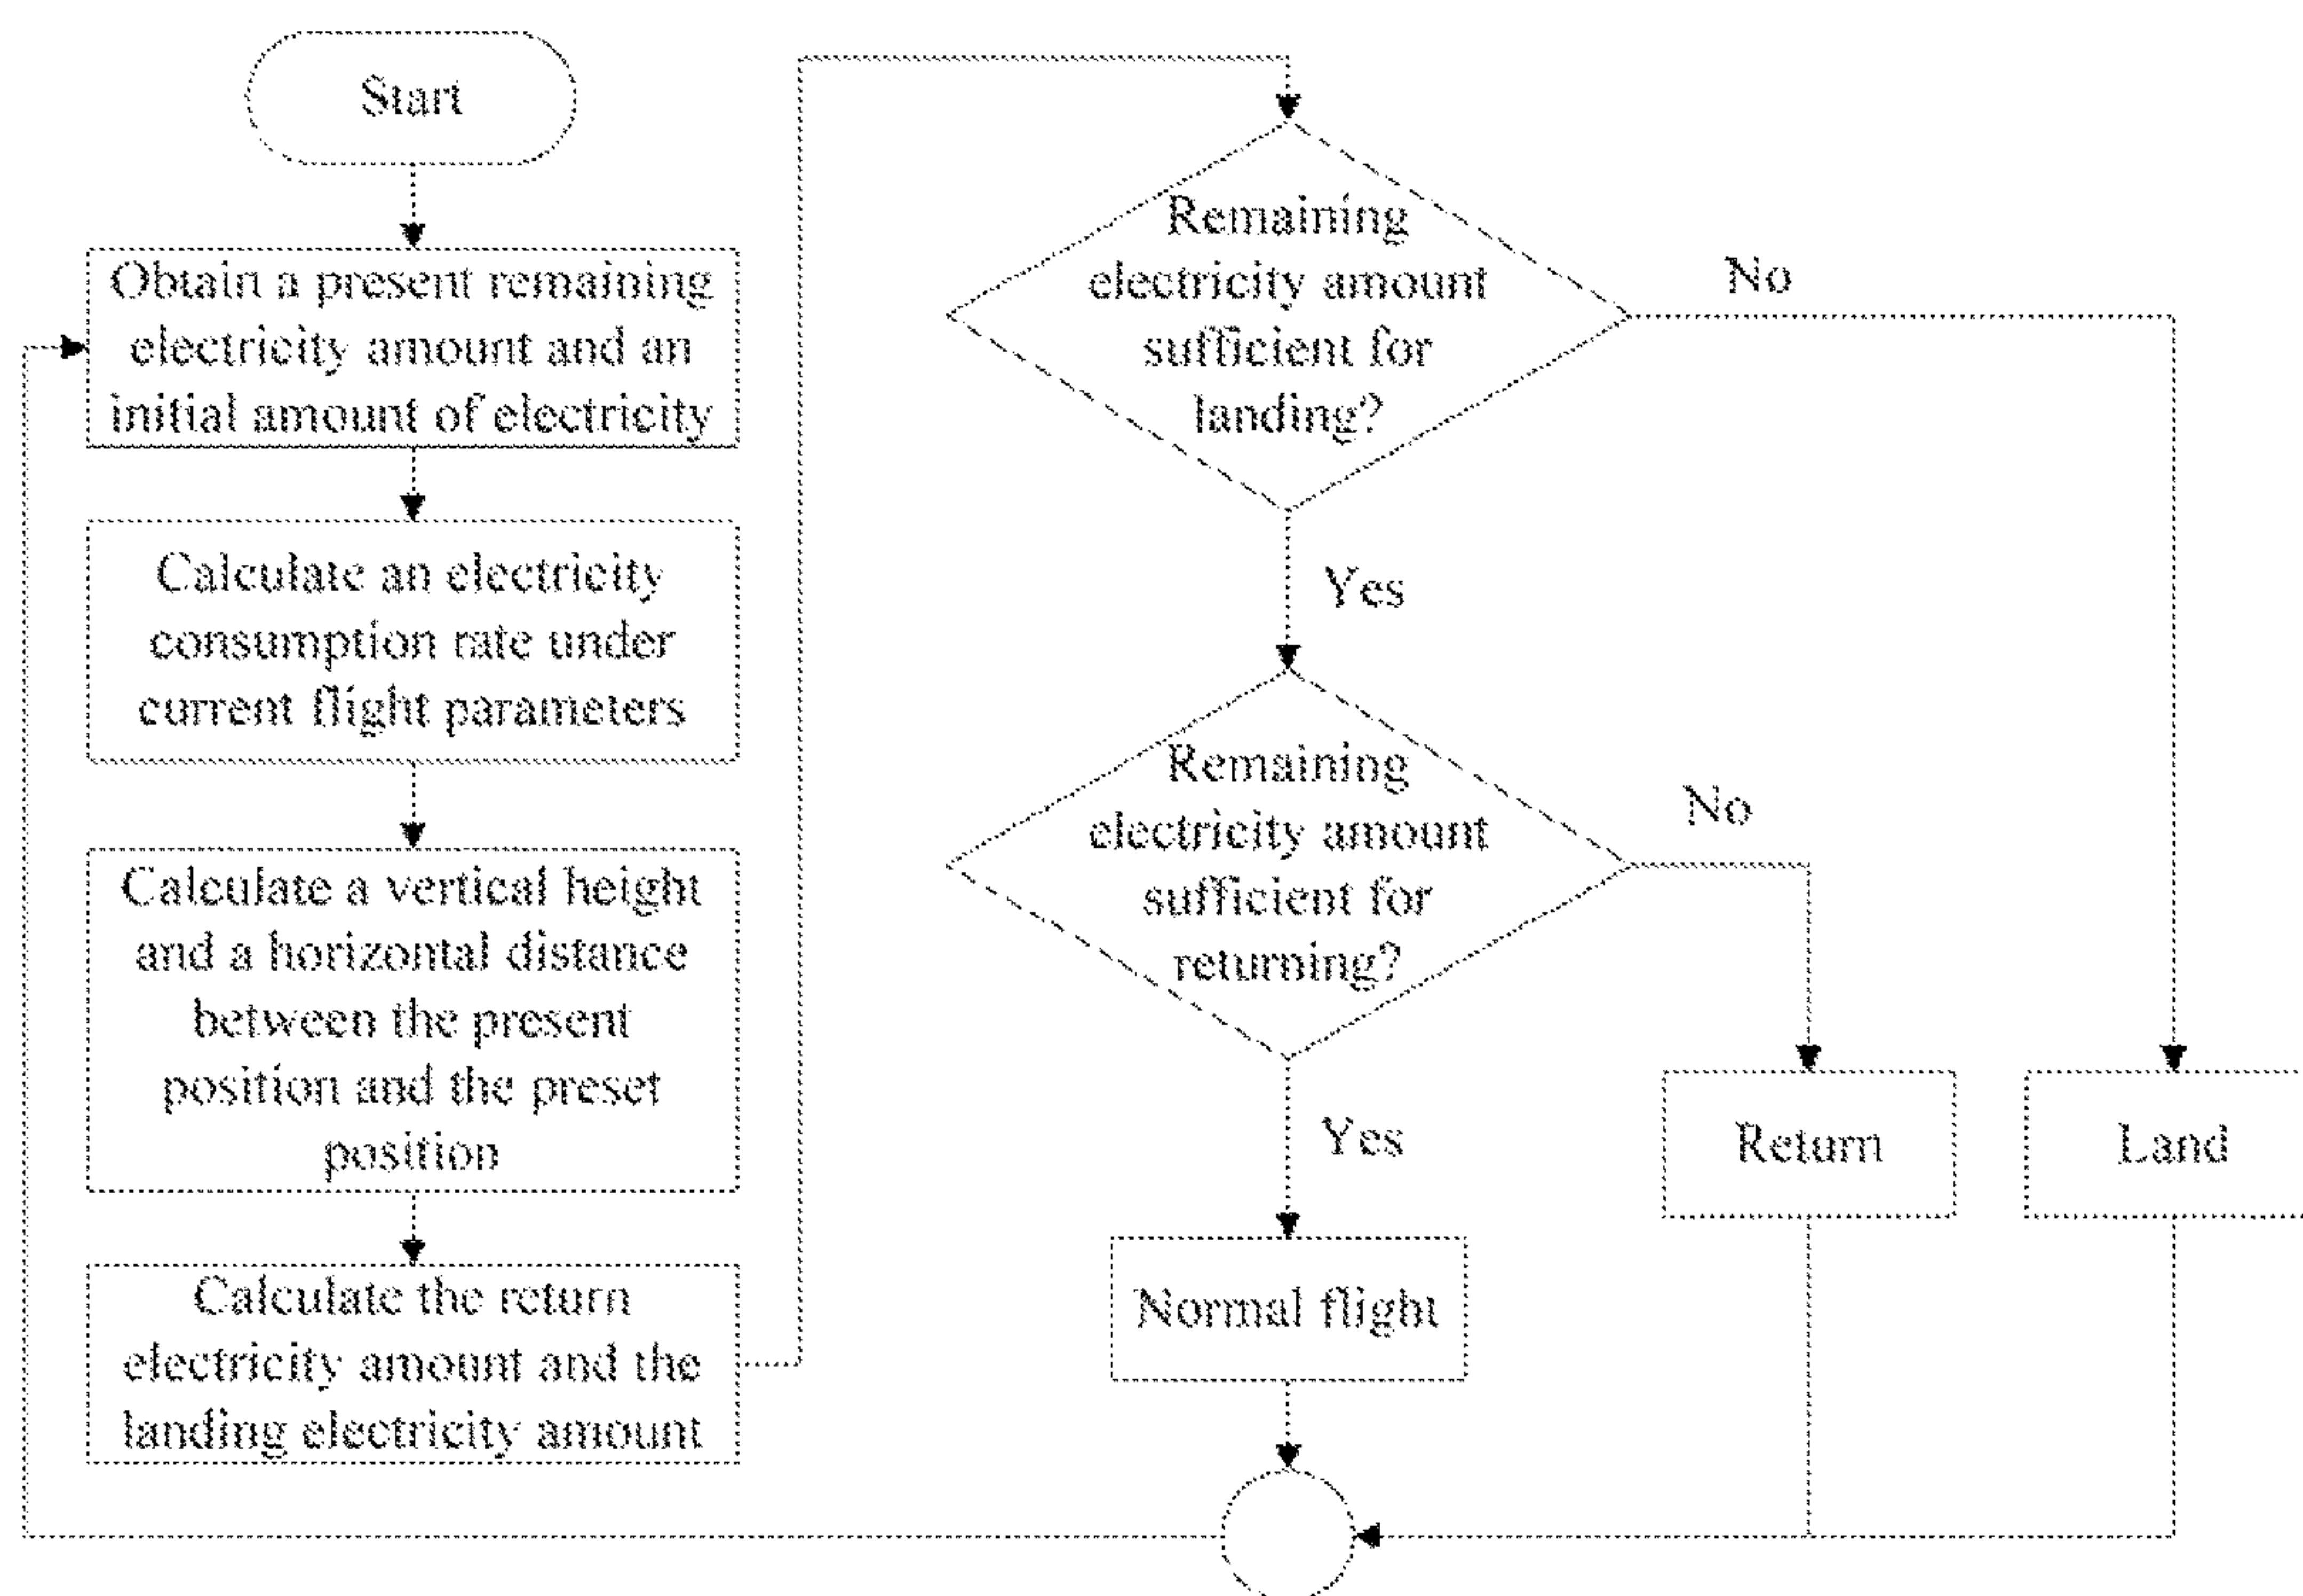 Start
Obtain a present remaining
electricity amount and an
initial amount of electricity
Calculate an electricity
consumption rate under
current flight parameters
Calculate a vertical height
and a horizontal distance
between the present
position and the preset
position
Calculate the return
electricity amount and the
landing electricity amount
Remaining
electricity amount
sufficient for
landing?
No
Yes
Remaining
electricity amount
sufficient for
returning?
No
Yes
Normal flight
Return
Land